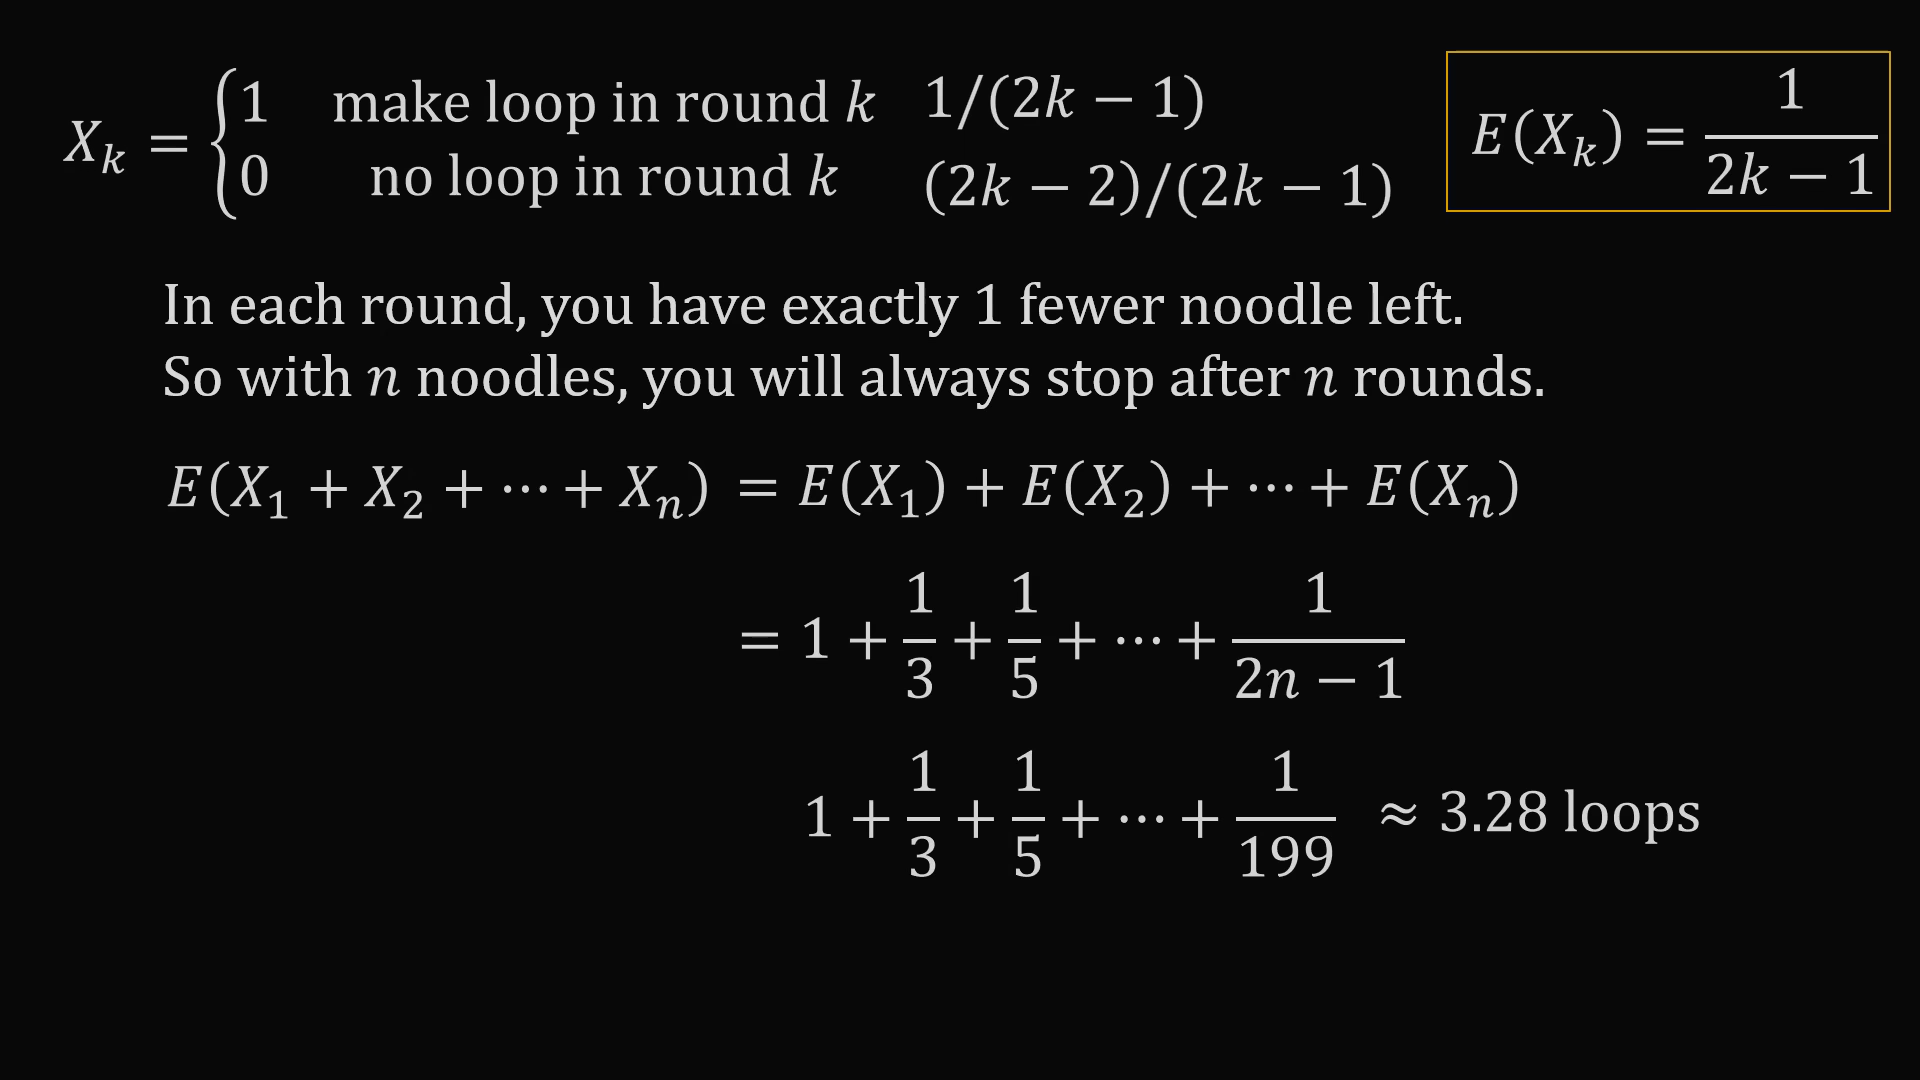 X_k = { 1 make loop in round k 1/(2k − 1)
0 no loop in round k (2k − 2)/(2k − 1)
E(X_k) = 1/(2k − 1)
In each round, you have exactly 1 fewer noodle left.
So with n noodles, you will always stop after n rounds.
E(X_1 + X_2 + ⋯ + X_n) = E(X_1) + E(X_2) + ⋯ + E(X_n)
= 1 + 1/3 + 1/5 + ⋯ + 1/(2n − 1)
1 + 1/3 + 1/5 + ⋯ + 1/199 ≈ 3.28 loops